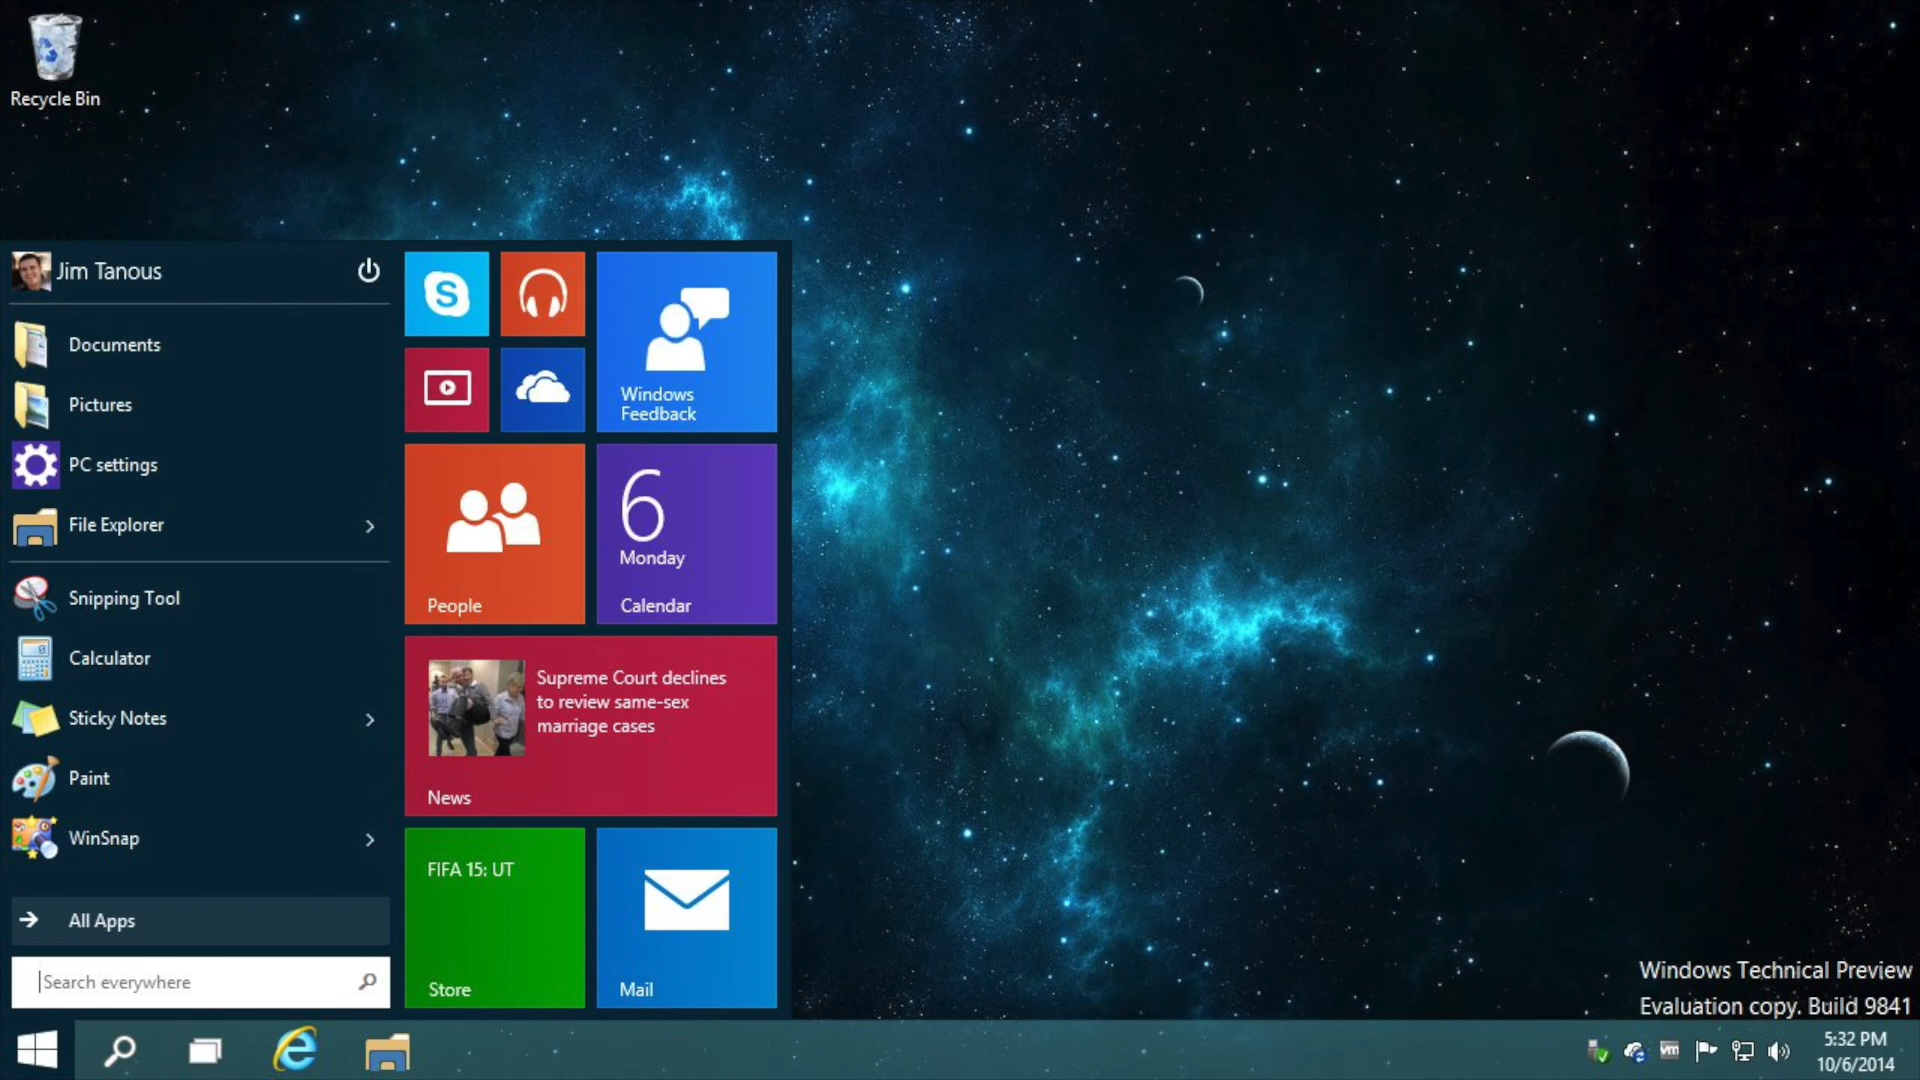 Recycle Bin
Jim Tanous
Documents
Pictures
PC settings
File Explorer
Snipping Tool
Calculator
Sticky Notes
Paint
WinSnap
All Apps
Search everywhere
S
Windows
Feedback
People
6
Monday
Calendar
Supreme Court declines
to review same-sex
marriage cases
News
FIFA 15: UT
Store
Mail
Windows Technical Preview
Evaluation copy. Build 9841
vm
5:32 PM
10/6/2014